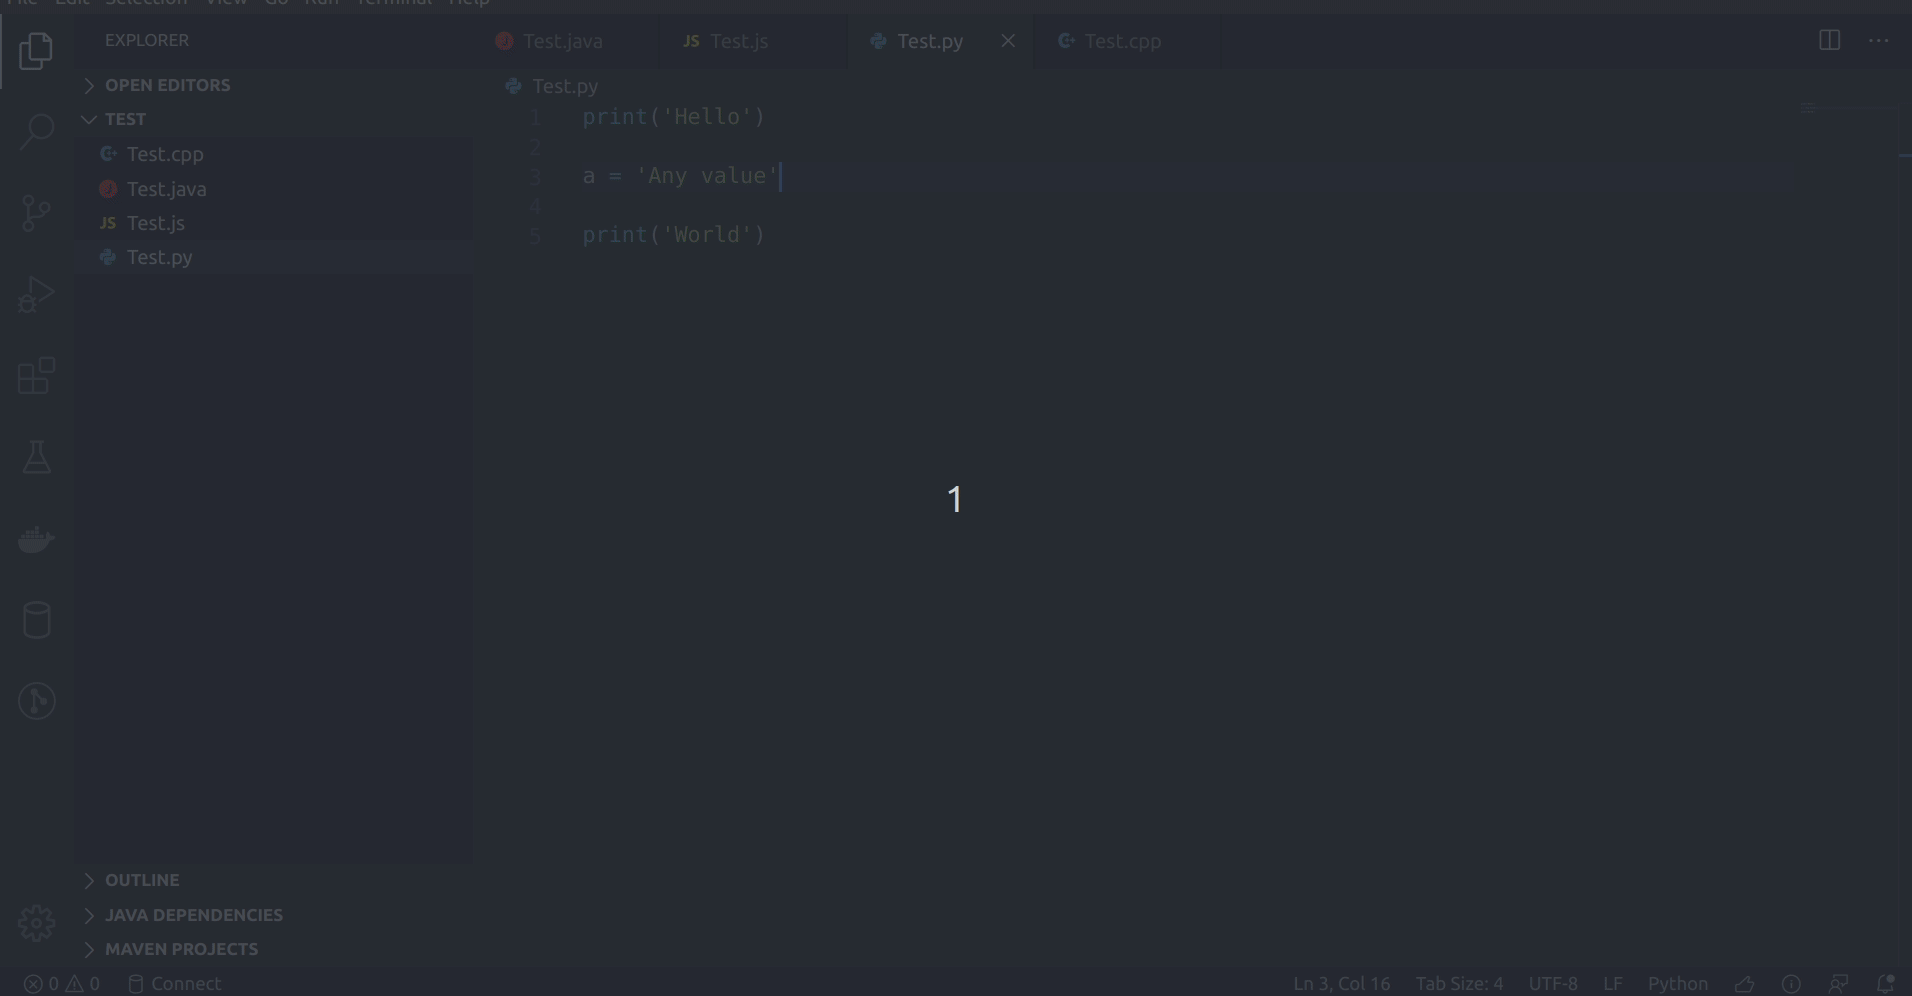 File Edit Selection View Go Run Terminal Help
EXPLORER
OPEN EDITORS
TEST
Test.cpp
Test.java
JS Test.js
Test.py
OUTLINE
JAVA DEPENDENCIES
MAVEN PROJECTS
Test.java JS Test.js Test.py Test.cpp
Test.py
1 print('Hello')
2
3 a = 'Any value'
4
5 print('World')
1
0 0 Connect Ln 3, Col 16 Tab Size: 4 UTF-8 LF Python